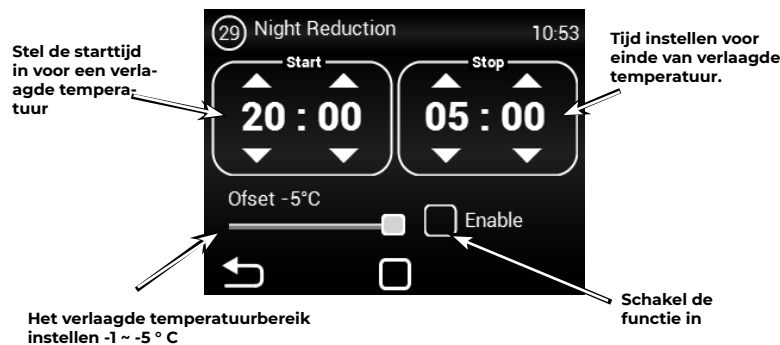 29 Night Reduction 10:53
Stel de starttijd
in voor een verla-
agde tempera-
tuur
Start
20 : 00
Stop
05 : 00
Tijd instellen voor
einde van verlaagde
temperatuur.
Ofset -5°C
Enable
Het verlaagde temperatuurbereik
instellen -1 ~ -5 ° C
Schakel de
functie in